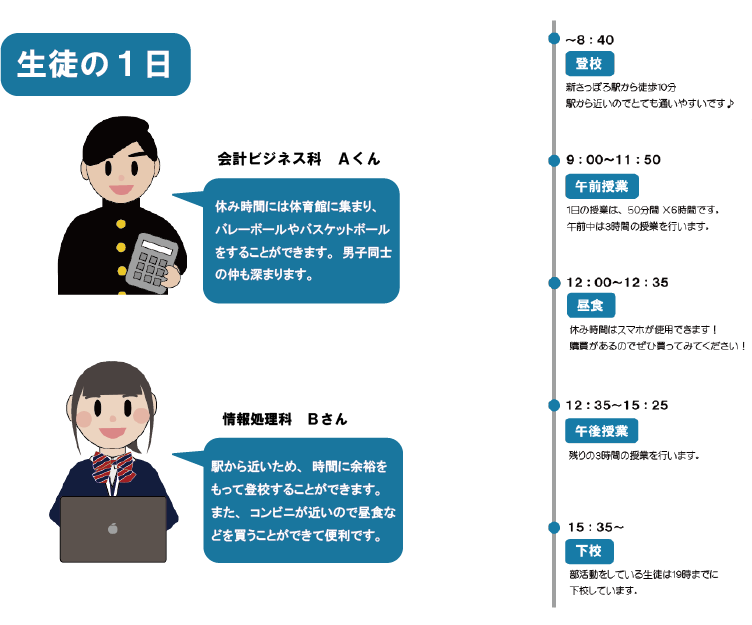 生徒の１日
会計ビジネス科　Aくん
休み時間には体育館に集まり、
バレーボールやバスケットボール
をすることができます。男子同士
の仲も深まります。
情報処理科　Bさん
駅から近いため、時間に余裕を
もって登校することができます。
また、コンビニが近いので昼食な
どを買うことができて便利です。
～8：40
登校
新さっぽろ駅から徒歩10分
駅から近いのでとても通いやすいです♪
9：00～11：50
午前授業
1日の授業は、50分間×6時間です。
午前中は3時間の授業を行います。
12：00～12：35
昼食
休み時間はスマホが使用できます！
購買があるのでぜひ買ってみてください！
12：35～15：25
午後授業
残りの3時間の授業を行います。
15：35～
下校
部活動をしている生徒は19時までに
下校しています。